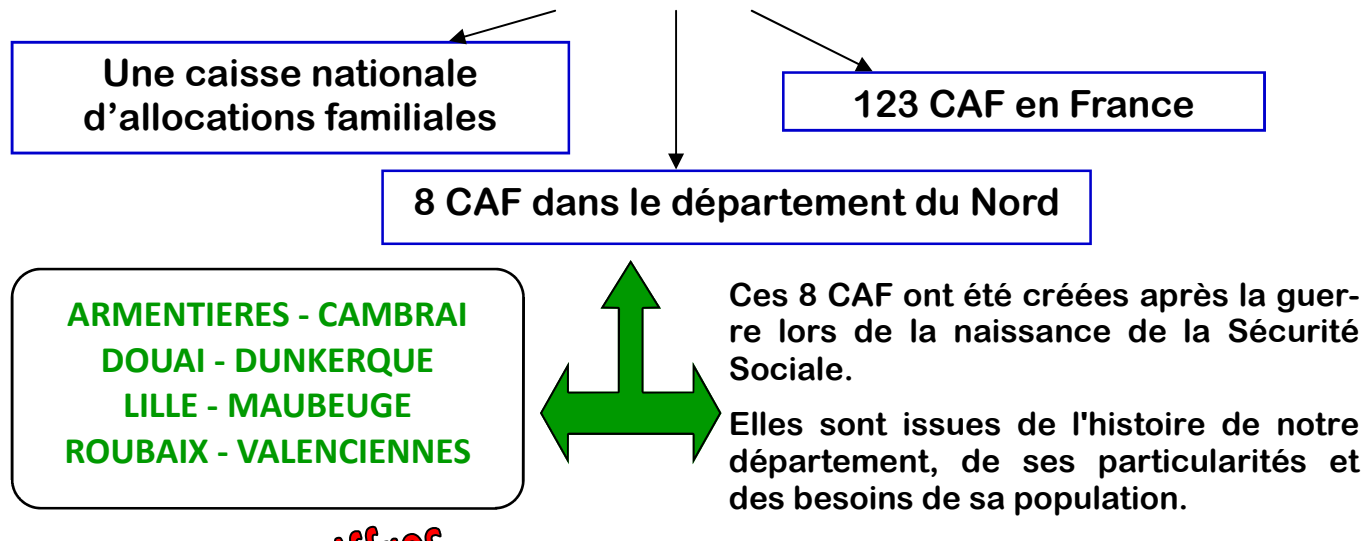 Une caisse nationale
d'allocations familiales
123 CAF en France
8 CAF dans le département du Nord
ARMENTIERES - CAMBRAI
DOUAI - DUNKERQUE
LILLE - MAUBEUGE
ROUBAIX - VALENCIENNES
Ces 8 CAF ont été créées après la guer-
re lors de la naissance de la Sécurité
Sociale.
Elles sont issues de l'histoire de notre
département, de ses particularités et
des besoins de sa population.